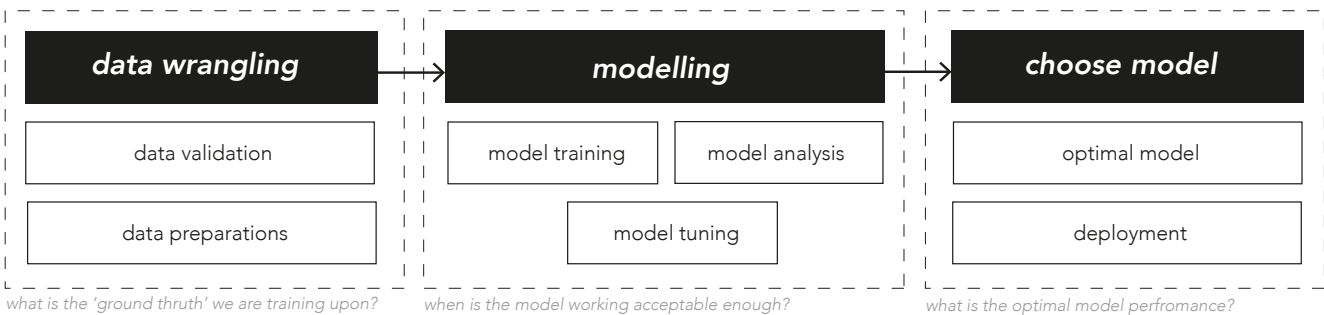 data wrangling
modelling
choose model
data validation
data preparations
model training
model analysis
model tuning
optimal model
deployment
what is the ‘ground thruth’ we are training upon?
when is the model working acceptable enough?
what is the optimal model perfromance?